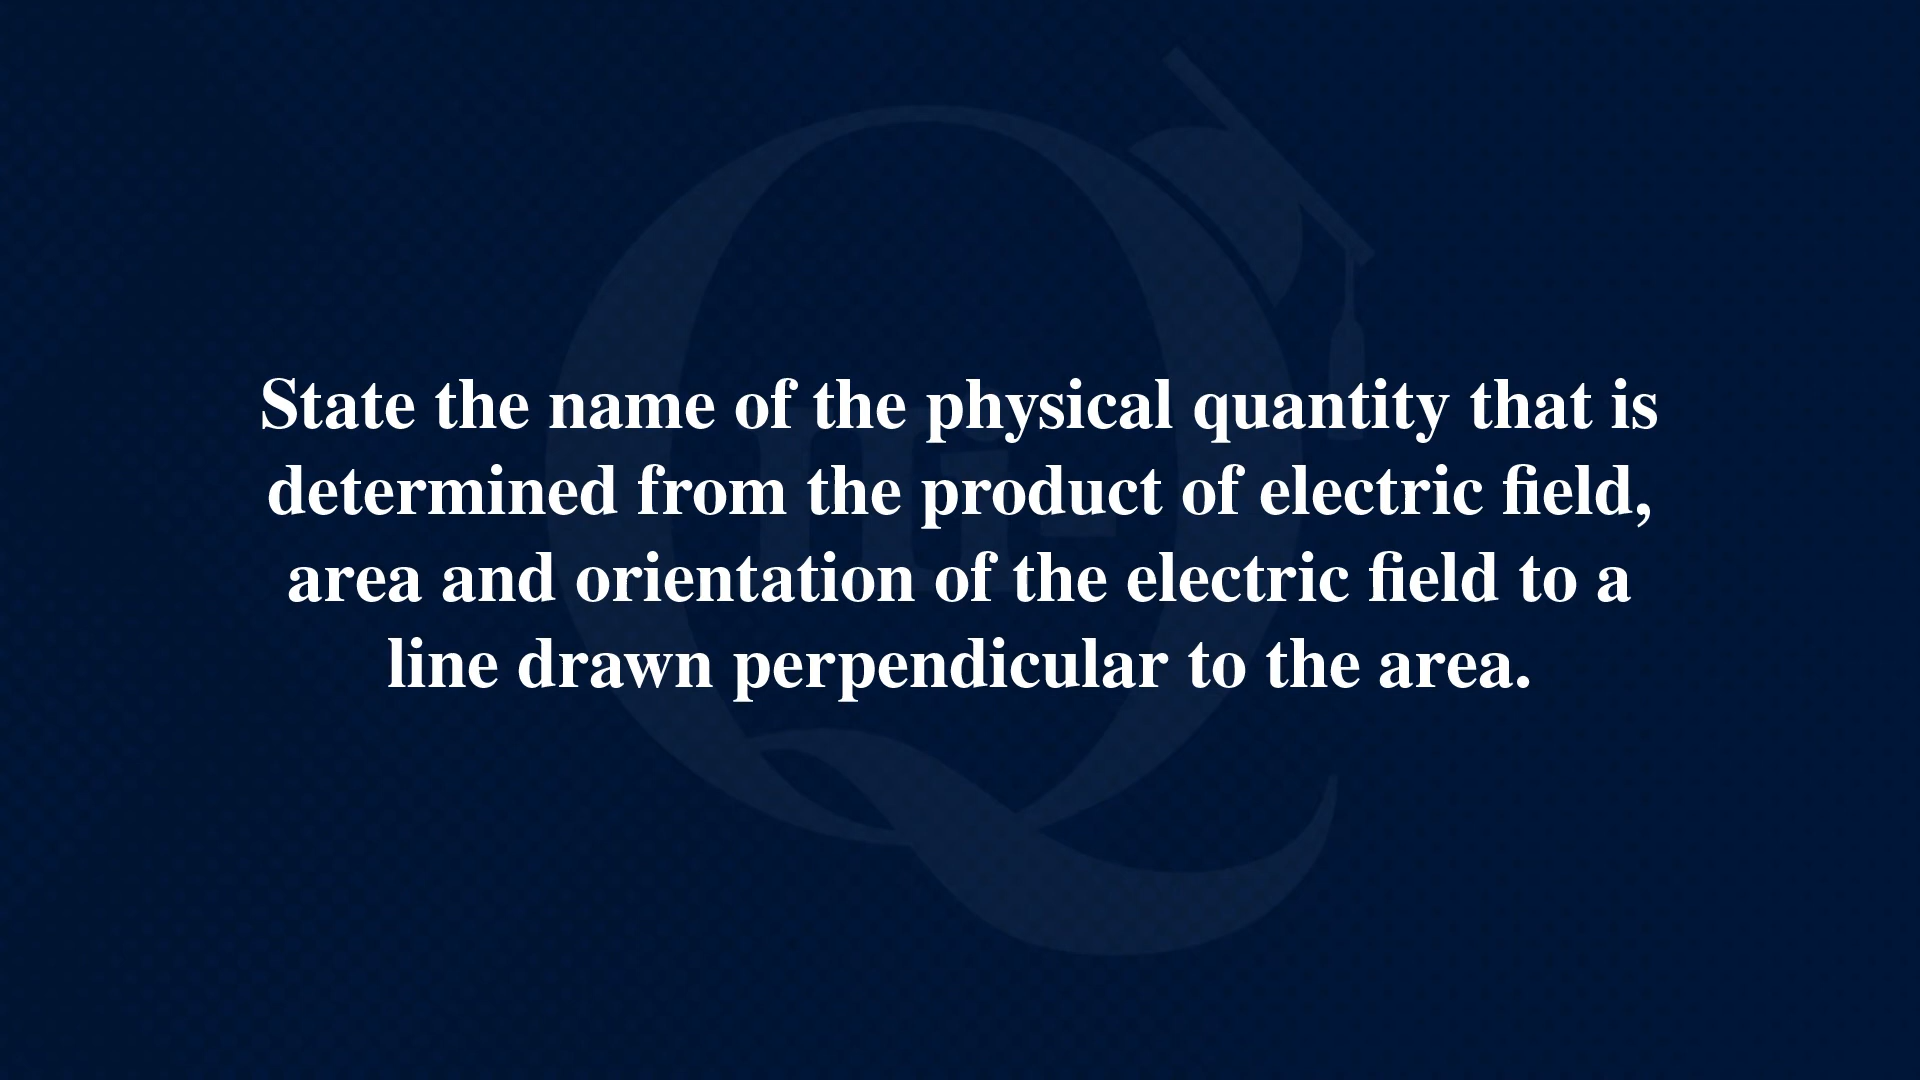 State the name of the physical quantity that is
determined from the product of electric field,
area and orientation of the electric field to a
line drawn perpendicular to the area.